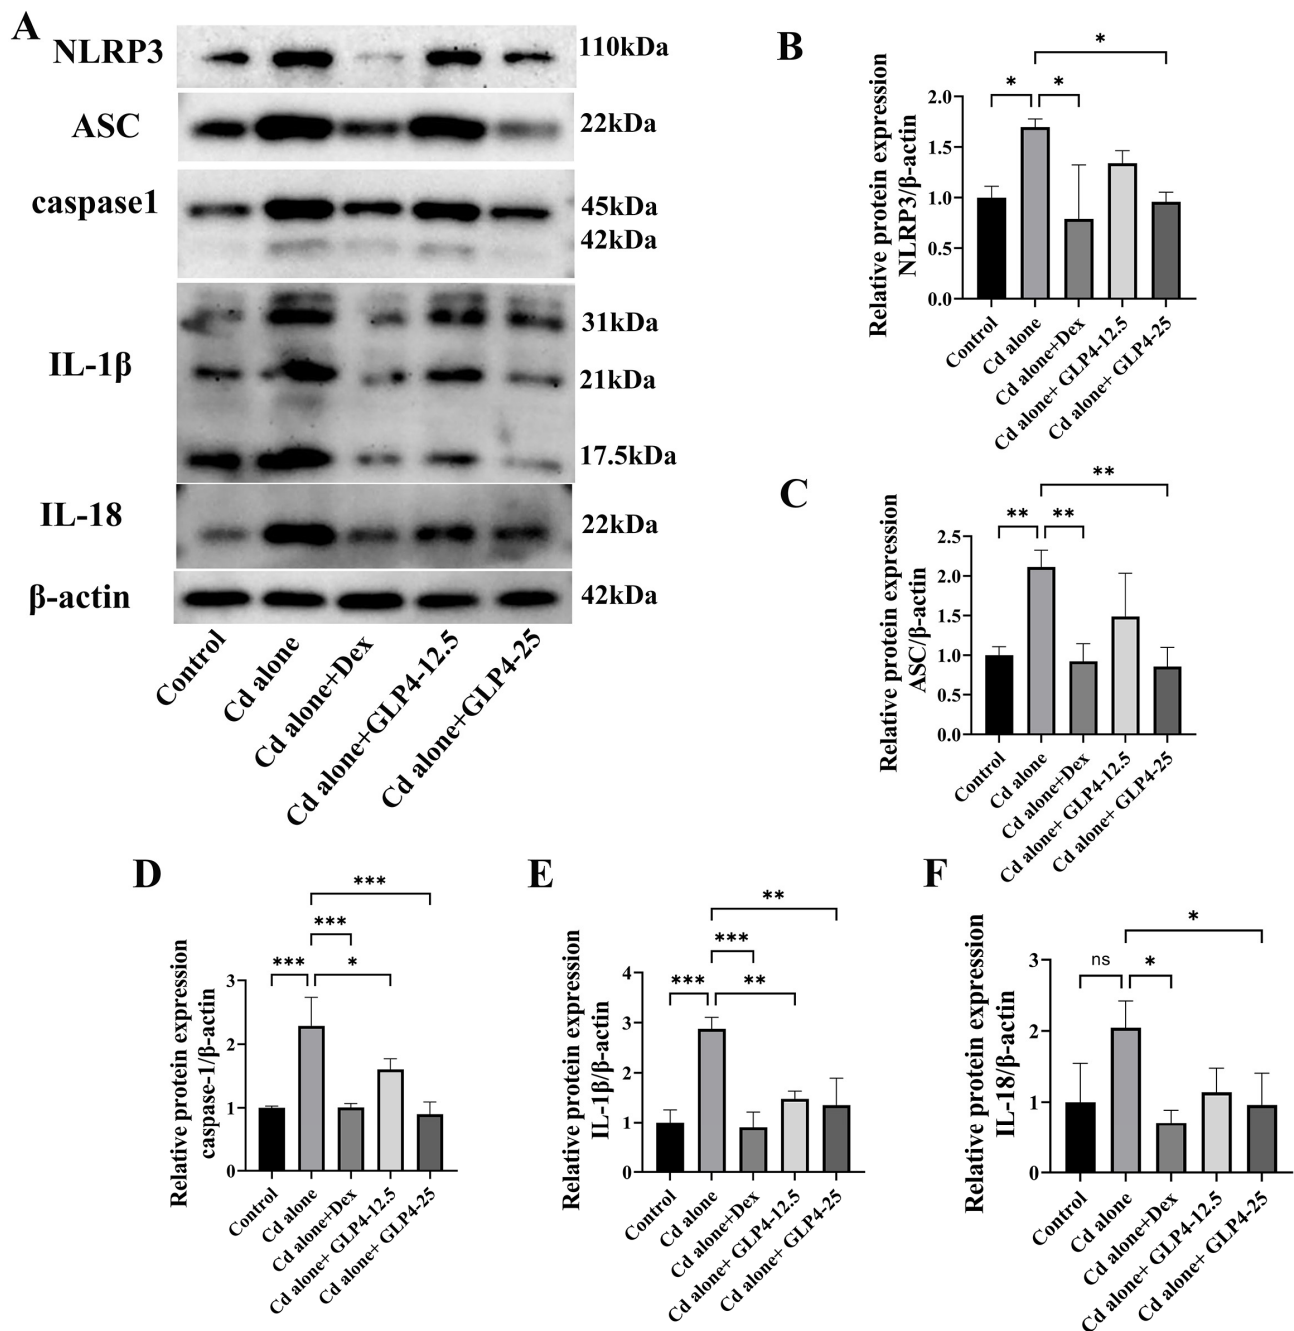 A
NLRP3
110kDa
ASC
22kDa
caspase1
45kDa
42kDa
IL-1β
31kDa
21kDa
17.5kDa
IL-18
22kDa
β-actin
42kDa
Control
Cd alone
Cd alone+Dex
Cd alone+GLP4-12.5
Cd alone+GLP4-25
B
Relative protein expression
NLRP3/β-actin
*
* *
2.0
1.5
1.0
0.5
0.0
Control
Cd alone
Cd alone+Dex
Cd alone+ GLP4-12.5
Cd alone+ GLP4-25
C
Relative protein expression
ASC/β-actin
**
** **
2.5
2.0
1.5
1.0
0.5
0.0
Control
Cd alone
Cd alone+Dex
Cd alone+ GLP4-12.5
Cd alone+ GLP4-25
D
Relative protein expression
caspase-1/β-actin
***
***
*** *
3
2
1
0
Control
Cd alone
Cd alone+Dex
Cd alone+ GLP4-12.5
Cd alone+ GLP4-25
E
Relative protein expression
IL-1β/β-actin
**
***
*** **
4
3
2
1
0
Control
Cd alone
Cd alone+Dex
Cd alone+ GLP4-12.5
Cd alone+ GLP4-25
F
Relative protein expression
IL-18/β-actin
*
ns *
3
2
1
0
Control
Cd alone
Cd alone+Dex
Cd alone+ GLP4-12.5
Cd alone+ GLP4-25